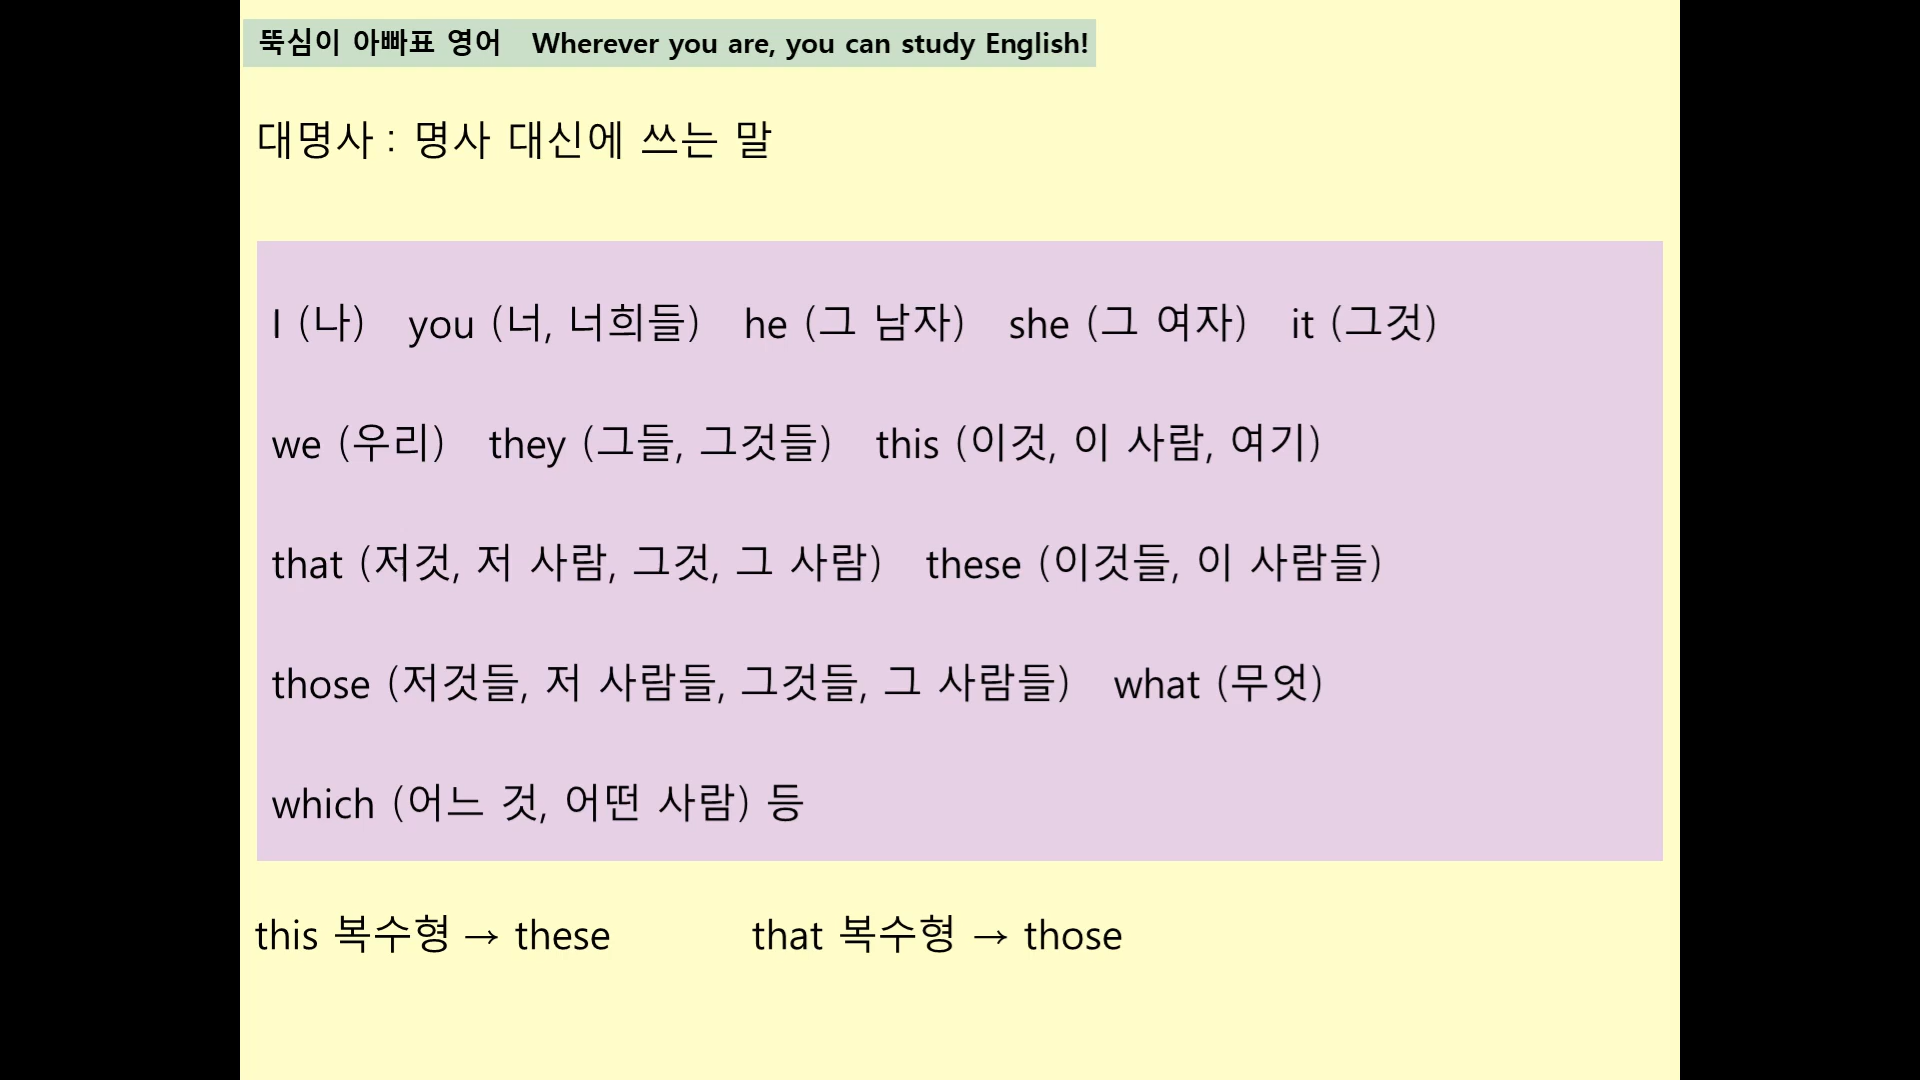 뚝심이 아빠표 영어 Wherever you are, you can study English!
대명사 : 명사 대신에 쓰는 말
I (나) you (너, 너희들) he (그 남자) she (그 여자) it (그것)
we (우리) they (그들, 그것들) this (이것, 이 사람, 여기)
that (저것, 저 사람, 그것, 그 사람) these (이것들, 이 사람들)
those (저것들, 저 사람들, 그것들, 그 사람들) what (무엇)
which (어느 것, 어떤 사람) 등
this 복수형 → these that 복수형 → those